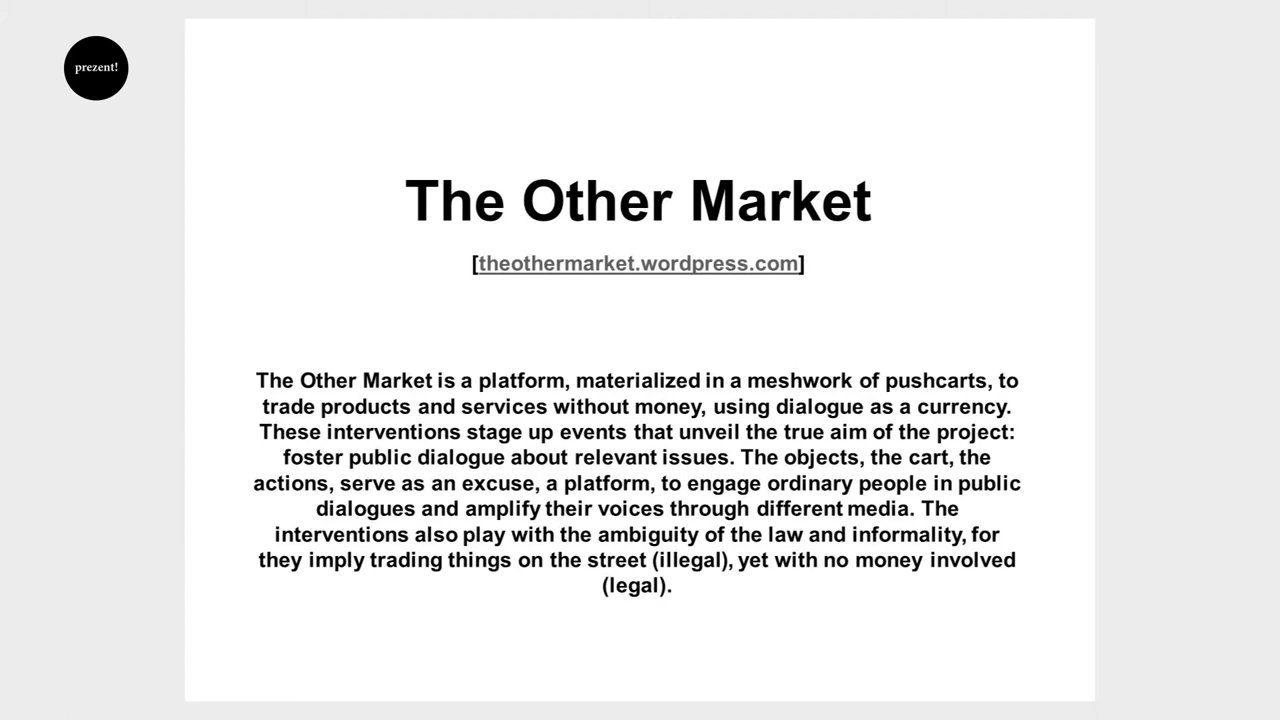 prezent!
The Other Market
[theothermarket.wordpress.com]
The Other Market is a platform, materialized in a meshwork of pushcarts, to
trade products and services without money, using dialogue as a currency.
These interventions stage up events that unveil the true aim of the project:
foster public dialogue about relevant issues. The objects, the cart, the
actions, serve as an excuse, a platform, to engage ordinary people in public
dialogues and amplify their voices through different media. The
interventions also play with the ambiguity of the law and informality, for
they imply trading things on the street (illegal), yet with no money involved
(legal).